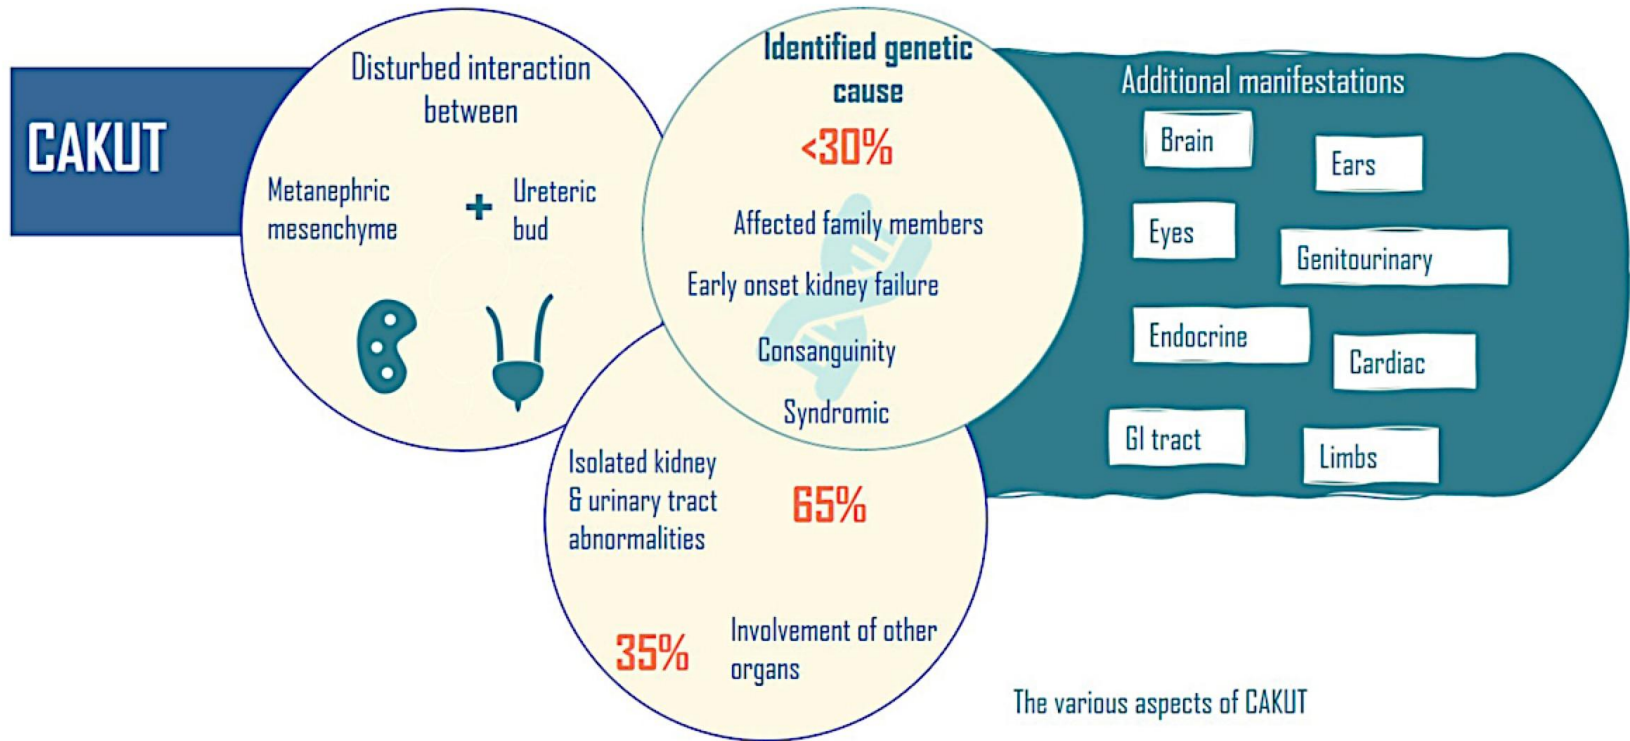 CAKUT
Disturbed interaction
between
Metanephric
mesenchyme
+
Ureteric
bud
Identified genetic
cause
<30%
Affected family members
Early onset kidney failure
Consanguinity
Syndromic
Isolated kidney
& urinary tract
abnormalities
65%
35%
Involvement of other
organs
Additional manifestations
Brain
Ears
Eyes
Genitourinary
Endocrine
Cardiac
GI tract
Limbs
The various aspects of CAKUT